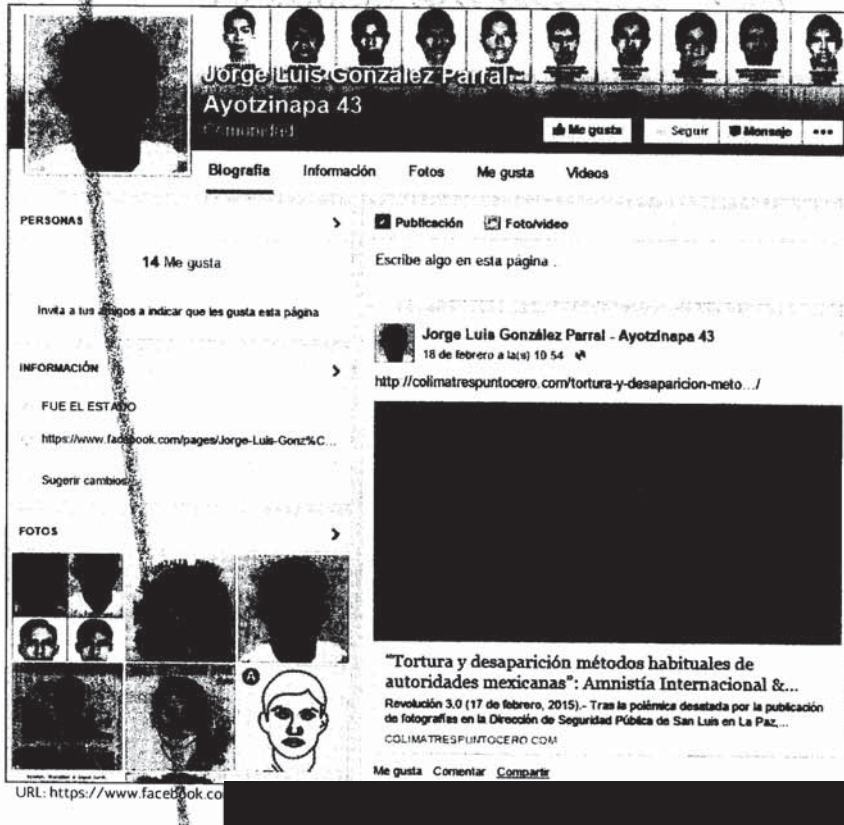 Jorge Luis González Parral -
Ayotzinapa 43
Comunidad
Me gusta
Seguir
Mensaje
Biografía
Información
Fotos
Me gusta
Videos
PERSONAS
14 Me gusta
Invita a tus amigos a indicar que les gusta esta página
INFORMACIÓN
FUE EL ESTADO
https://www.facebook.com/pages/Jorge-Luis-Gonz%C...
Sugerir cambios
FOTOS
A
Publicación
Foto/video
Escribe algo en esta página .
Jorge Luis González Parral - Ayotzinapa 43
18 de febrero a la(s) 10 54
http://colimatrespuntocero.com/tortura-y-desaparicion-meto.../
"Tortura y desaparición métodos habituales de
autoridades mexicanas": Amnistía Internacional &...
Revolución 3.0 (17 de febrero, 2015).- Tras la polémica desatada por la publicación
de fotografías en la Dirección de Seguridad Pública de San Luis en La Paz,...
COLIMATRESPUNTOCERO.COM
Me gusta Comentar Compartir
URL: https://www.facebook.co